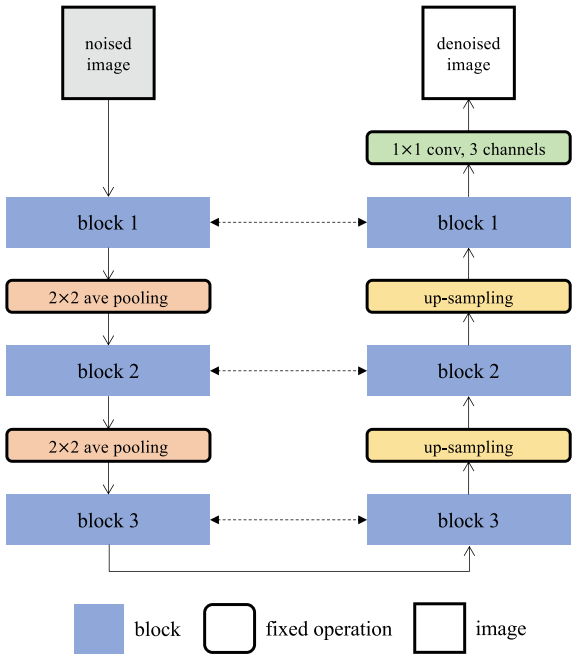 noised
image
denoised
image
1×1 conv, 3 channels
block 1
block 1
2×2 ave pooling
up-sampling
block 2
block 2
2×2 ave pooling
up-sampling
block 3
block 3
block
fixed operation
image